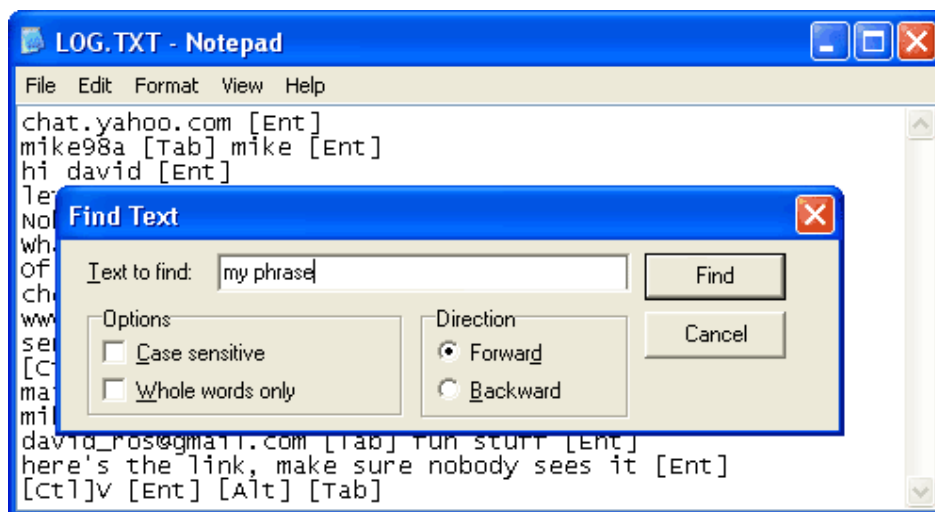 LOG.TXT - Notepad
File Edit Format View Help
chat.yahoo.com [Ent]
mike98a [Tab] mike [Ent]
hi david [Ent]
Find Text
Text to find: my phrase
Find
Options
Case sensitive
Whole words only
Direction
Forward
Backward
Cancel
david_ros@gmail.com [Tab] fun stuff [Ent]
here's the link, make sure nobody sees it [Ent]
[Ctl]V [Ent] [Alt] [Tab]